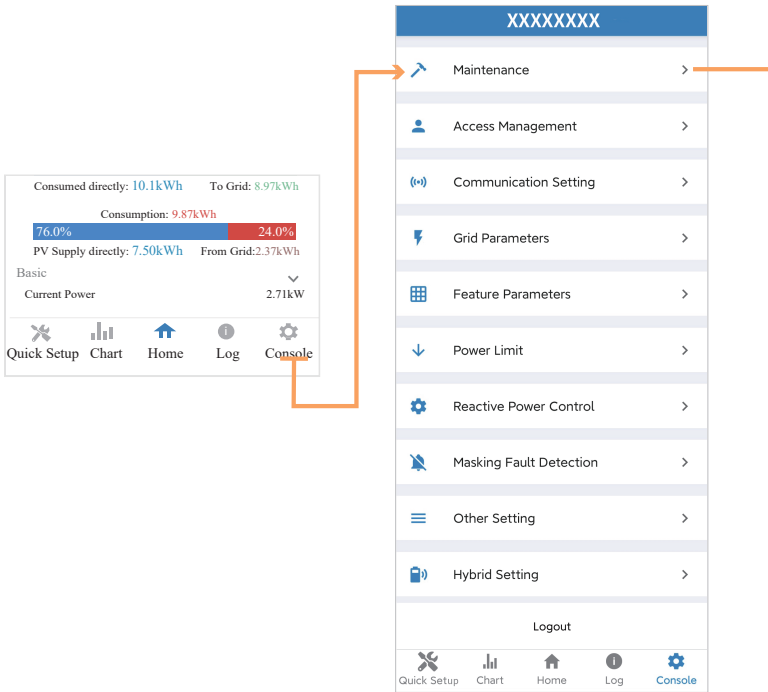 Consumed directly: 10.1kWh To Grid: 8.97kWh
Consumption: 9.87kWh
76.0% 24.0%
PV Supply directly: 7.50kWh From Grid:2.37kWh
Basic
Current Power 2.71kW
Quick Setup Chart Home Log Console
XXXXXXXX
Maintenance
Access Management
Communication Setting
Grid Parameters
Feature Parameters
Power Limit
Reactive Power Control
Masking Fault Detection
Other Setting
Hybrid Setting
Logout
Quick Setup Chart Home Log Console